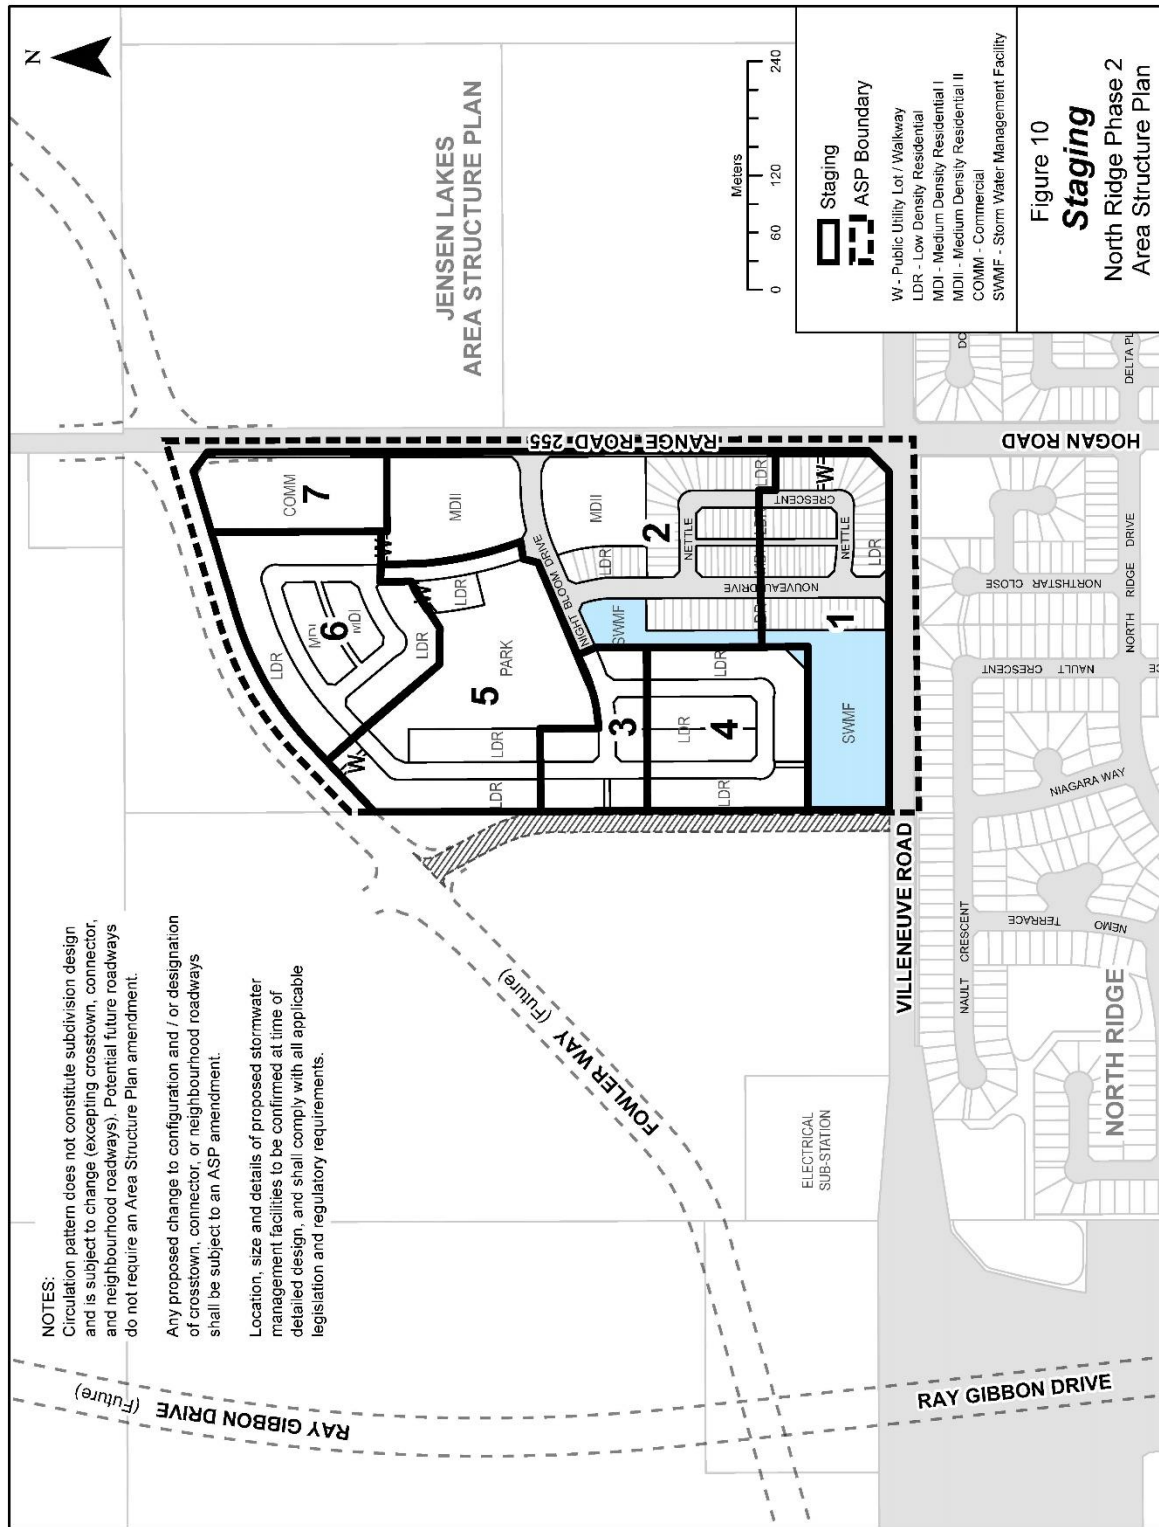 NOTES:
Circulation pattern does not constitute subdivision design
and is subject to change (excepting crosstown, connector,
and neighbourhood roadways). Potential future roadways
do not require an Area Structure Plan amendment.
Any proposed change to configuration and / or designation
of crosstown, connector, or neighbourhood roadways
shall be subject to an ASP amendment.
Location, size and details of proposed stormwater
management facilities to be confirmed at time of
detailed design, and shall comply with all applicable
legislation and regulatory requirements.
N
JENSEN LAKES
AREA STRUCTURE PLAN
RAY GIBBON DRIVE (Future)
FOWLER WAY (Future)
COMM
7
W
LDR
MDI
6
MDI
LDR
W
LDR
W
MDII
LDR
LDR
5
PARK
RANGE ROAD 255
NIGHT BLOOM DRIVE
MDII
LDR
2
SWMF
3
LDR
LDR
4
LDR
NETTLE
CRESCENT
NETTLE
NOUVEAU DRIVE
LDR
LDR
MDI
LDR
W
LDR
1
SWMF
ELECTRICAL
SUB-STATION
VILLENEUVE ROAD
RAY GIBBON DRIVE
HOGAN ROAD
NAULT CRESCENT
NEMO
TERRACE
NIAGARA WAY
NAULT CRESCENT
NORTHSTAR CLOSE
NORTH RIDGE DRIVE
CE
DC
DELTA PL
NORTH RIDGE
Meters
0 60 120 240
Staging
ASP Boundary
W - Public Utility Lot / Walkway
LDR - Low Density Residential
MDI - Medium Density Residential I
MDII - Medium Density Residential II
COMM - Commercial
SWMF - Storm Water Management Facility
Figure 10
Staging
North Ridge Phase 2
Area Structure Plan